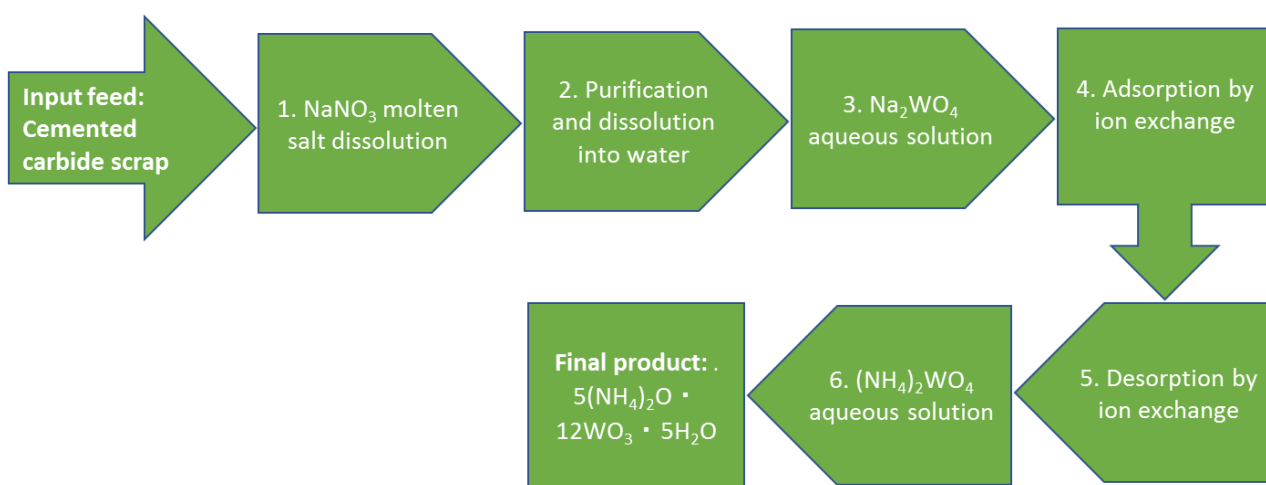 Input feed:
Cemented
carbide scrap
1. NaNO₃ molten
salt dissolution
2. Purification
and dissolution
into water
3. Na₂WO₄
aqueous solution
4. Adsorption by
ion exchange
5. Desorption by
ion exchange
6. (NH₄)₂WO₄
aqueous solution
Final product: .
5(NH₄)₂O・
12WO₃・5H₂O